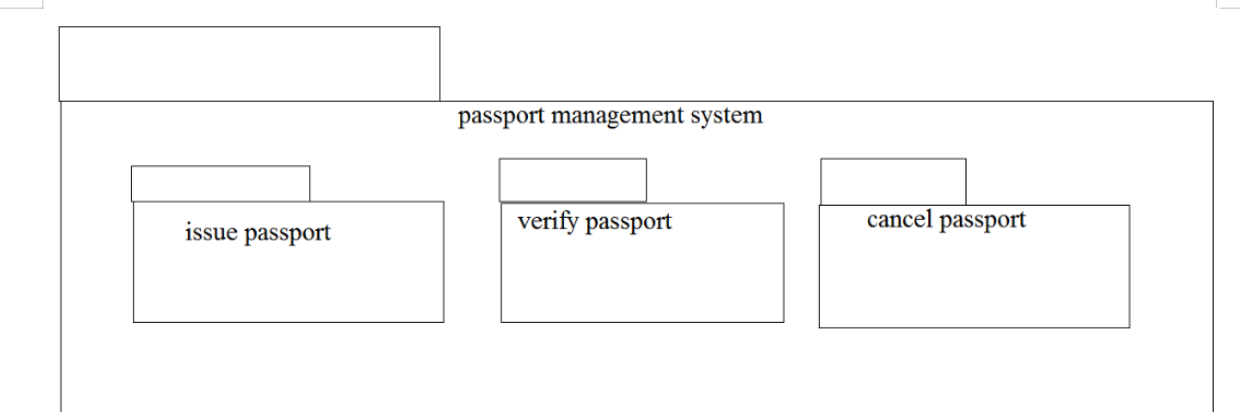 passport management system
issue passport
verify passport
cancel passport